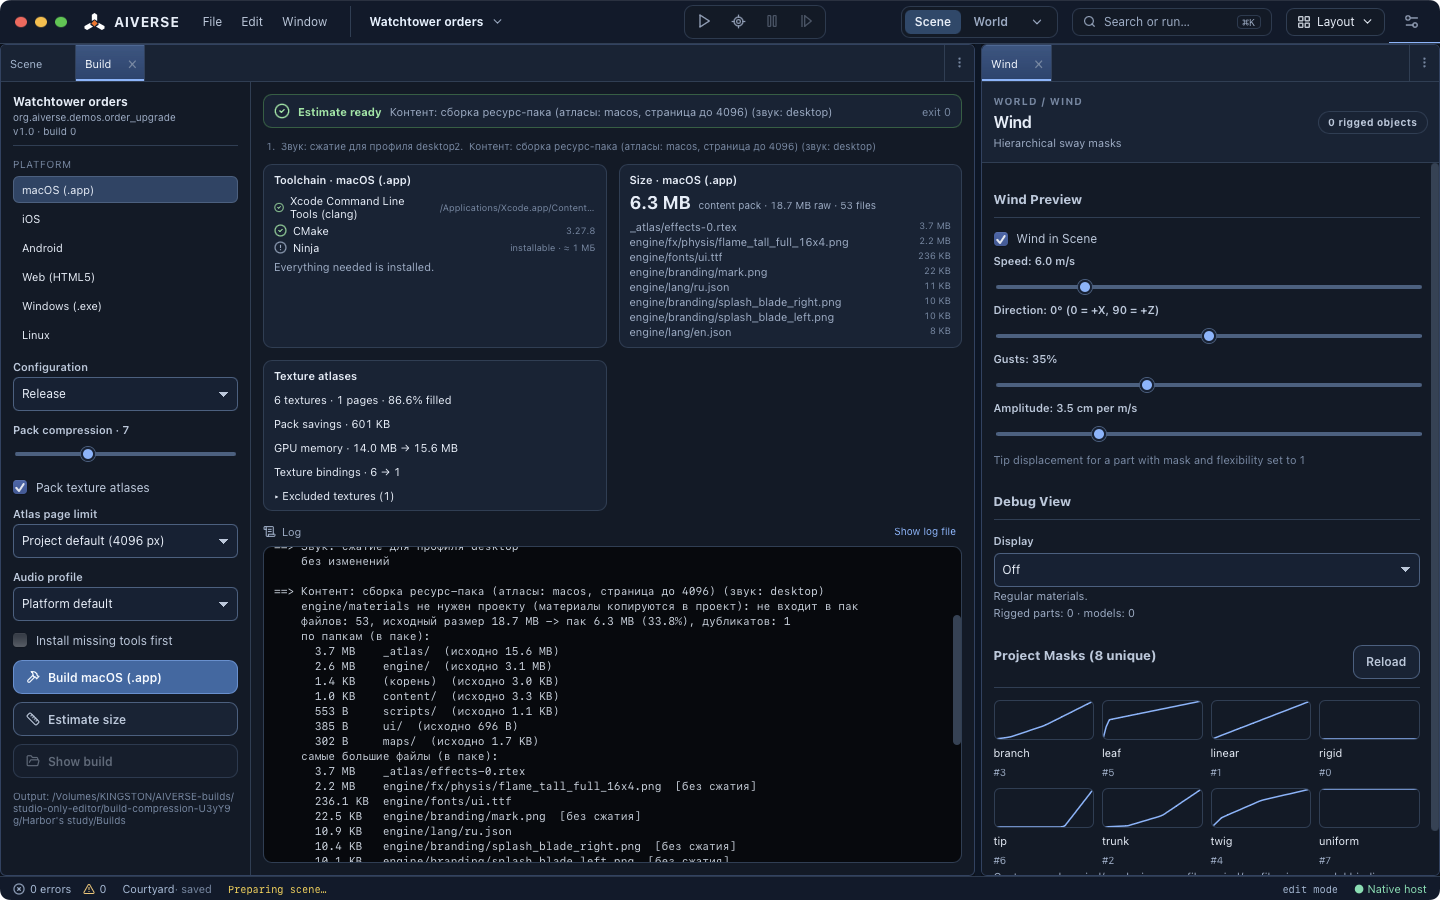 AIVERSE File Edit Window Watchtower orders Scene World Search or run... ⌘K Layout
Scene Build × Wind ×
Watchtower orders
org.aiverse.demos.order_upgrade
v1.0 · build 0
PLATFORM
macOS (.app)
iOS
Android
Web (HTML5)
Windows (.exe)
Linux
Configuration
Release
Pack compression · 7
Pack texture atlases
Atlas page limit
Project default (4096 px)
Audio profile
Platform default
Install missing tools first
Build macOS (.app)
Estimate size
Show build
Output: /Volumes/KINGSTON/AIVERSE-builds/
studio-only-editor/build-compression-U3yY9
g/Harbor's study/Builds
Estimate ready Контент: сборка ресурс-пака (атласы: macos, страница до 4096) (звук: desktop) exit 0
1. Звук: сжатие для профиля desktop2. Контент: сборка ресурс-пака (атласы: macos, страница до 4096) (звук: desktop)
Toolchain · macOS (.app)
Xcode Command Line
Tools (clang) /Applications/Xcode.app/Content...
CMake 3.27.8
Ninja installable · ≈ 1 МБ
Everything needed is installed.
Size · macOS (.app)
6.3 MB content pack · 18.7 MB raw · 53 files
_atlas/effects-0.rtex 3.7 MB
engine/fx/physis/flame_tall_full_16x4.png 2.2 MB
engine/fonts/ui.ttf 236 KB
engine/branding/mark.png 22 KB
engine/lang/ru.json 11 KB
engine/branding/splash_blade_right.png 10 KB
engine/branding/splash_blade_left.png 10 KB
engine/lang/en.json 8 KB
Texture atlases
6 textures · 1 pages · 86.6% filled
Pack savings · 601 KB
GPU memory · 14.0 MB → 15.6 MB
Texture bindings · 6 → 1
▸ Excluded textures (1)
Log Show log file
==> Звук: сжатие для профиля desktop
без изменений
==> Контент: сборка ресурс-пака (атласы: macos, страница до 4096) (звук: desktop)
engine/materials не нужен проекту (материалы копируются в проект): не входит в пак
файлов: 53, исходный размер 18.7 MB -> пак 6.3 MB (33.8%), дубликатов: 1
по папкам (в паке):
3.7 MB _atlas/ (исходно 15.6 MB)
2.6 MB engine/ (исходно 3.1 MB)
1.4 KB (корень) (исходно 3.0 KB)
1.0 KB content/ (исходно 3.3 KB)
553 B scripts/ (исходно 1.1 KB)
385 B ui/ (исходно 696 B)
302 B maps/ (исходно 1.7 KB)
самые большие файлы (в паке):
3.7 MB _atlas/effects-0.rtex
2.2 MB engine/fx/physis/flame_tall_full_16x4.png [без сжатия]
236.1 KB engine/fonts/ui.ttf
22.5 KB engine/branding/mark.png [без сжатия]
10.9 KB engine/lang/ru.json
10.4 KB engine/branding/splash_blade_right.png [без сжатия]
10.1 KB engine/branding/splash_blade_left.png [без сжатия]
WORLD / WIND
Wind 0 rigged objects
Hierarchical sway masks
Wind Preview
Wind in Scene
Speed: 6.0 m/s
Direction: 0° (0 = +X, 90 = +Z)
Gusts: 35%
Amplitude: 3.5 cm per m/s
Tip displacement for a part with mask and flexibility set to 1
Debug View
Display
Off
Regular materials.
Rigged parts: 0 · models: 0
Project Masks (8 unique) Reload
branch leaf linear rigid
#3 #5 #1 #0
tip trunk twig uniform
#6 #2 #4 #7
0 errors 0 Courtyard · saved Preparing scene… edit mode Native host